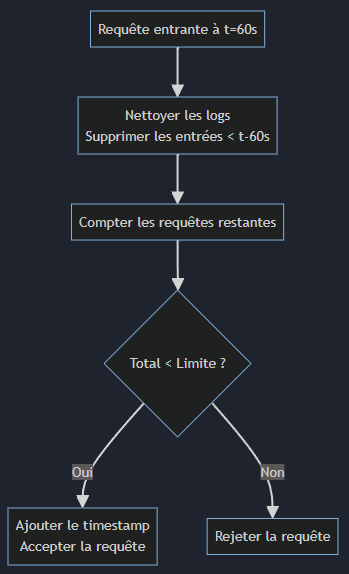 Requête entrante à t=60s
Nettoyer les logs
Supprimer les entrées < t-60s
Compter les requêtes restantes
Total < Limite ?
Oui
Non
Ajouter le timestamp
Accepter la requête
Rejeter la requête